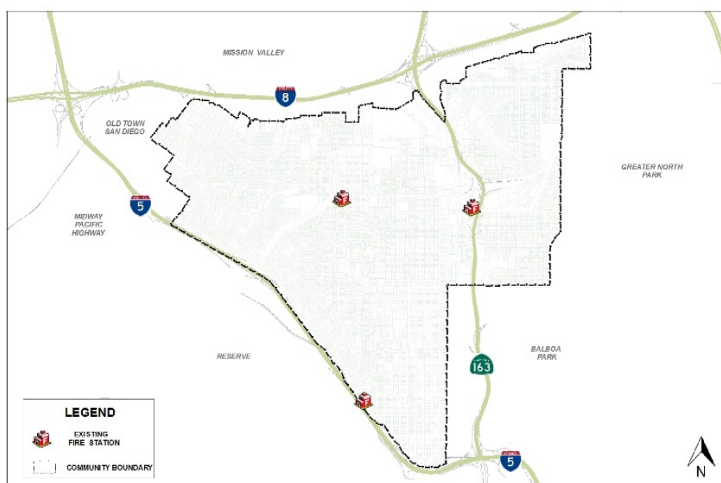 MISSION VALLEY
8
OLD TOWN
SAN DIEGO
GREATER NORTH
PARK
5
MIDWAY
PACIFIC
HIGHWAY
RESERVE
BALBOA
PARK
163
LEGEND
EXISTING
FIRE STATION
COMMUNITY BOUNDARY
5
N